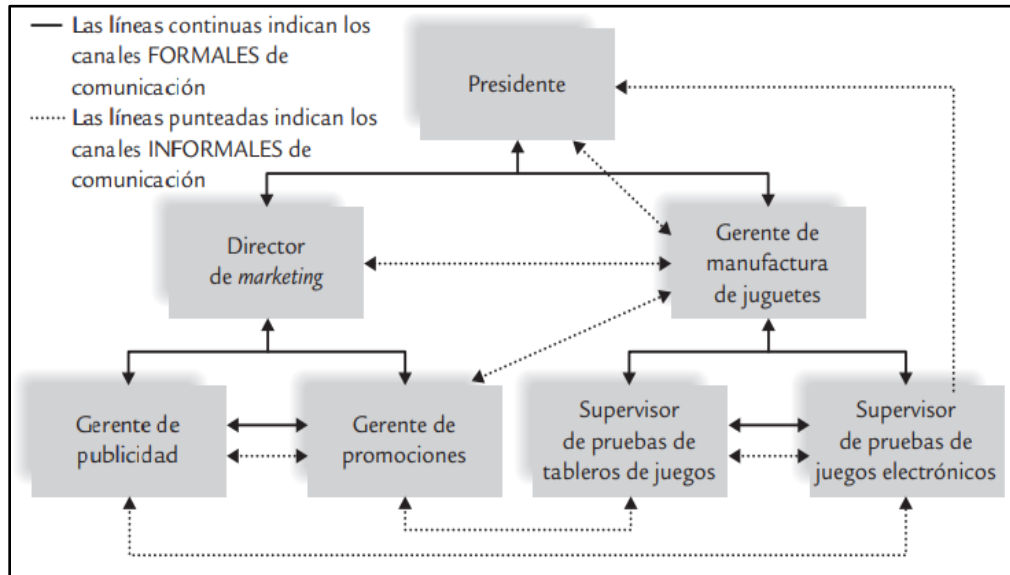 Las líneas continuas indican los
canales FORMALES de
comunicación
Las líneas punteadas indican los
canales INFORMALES de
comunicación
Presidente
Director
de marketing
Gerente de
manufactura
de juguetes
Gerente de
publicidad
Gerente de
promociones
Supervisor
de pruebas de
tableros de juegos
Supervisor
de pruebas de
juegos electrónicos